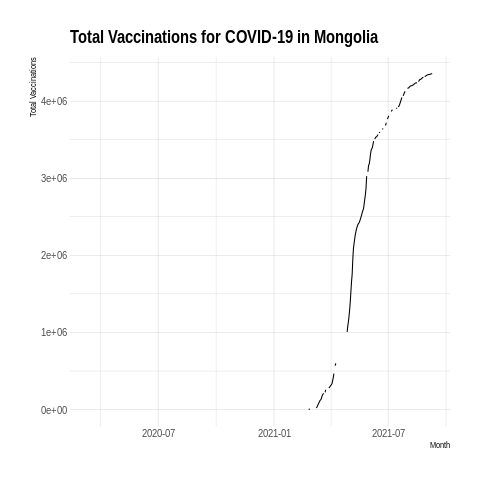 Total Vaccinations for COVID-19 in Mongolia
Total Vaccinations
4e+06
3e+06
2e+06
1e+06
0e+00
2020-07
2021-01
2021-07
Month